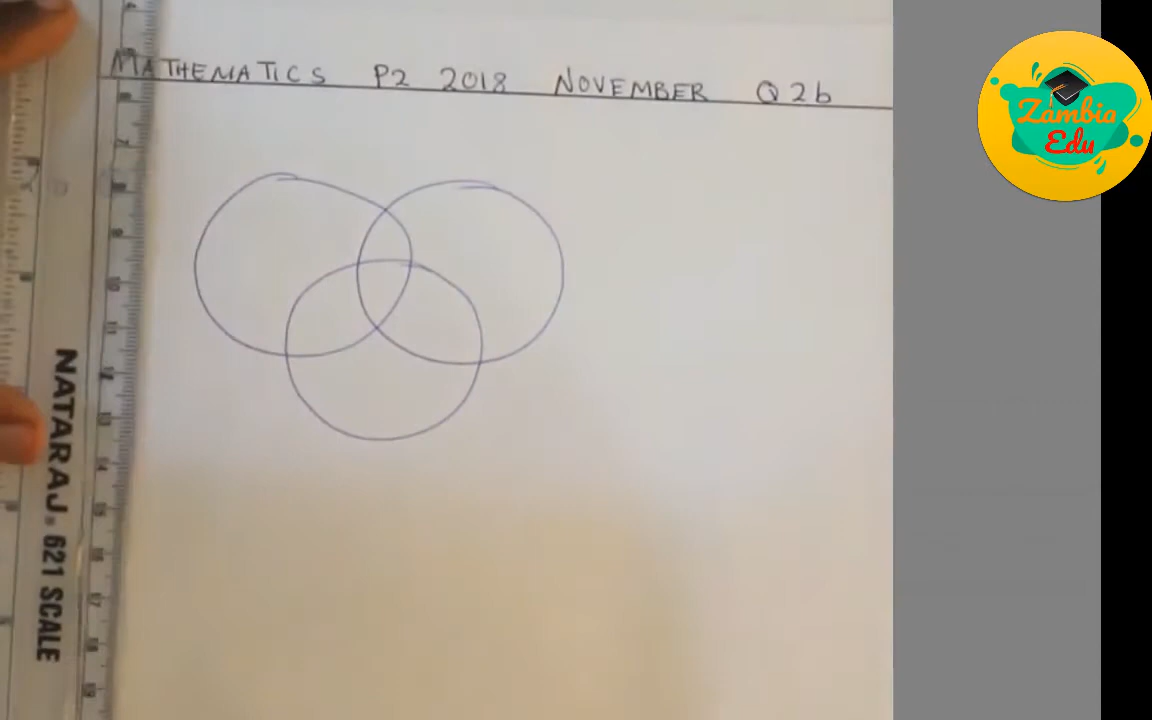 MATHEMATICS P2 2018 NOVEMBER Q2b
Zambia
Edu
NATARAJ. 621 SCALE